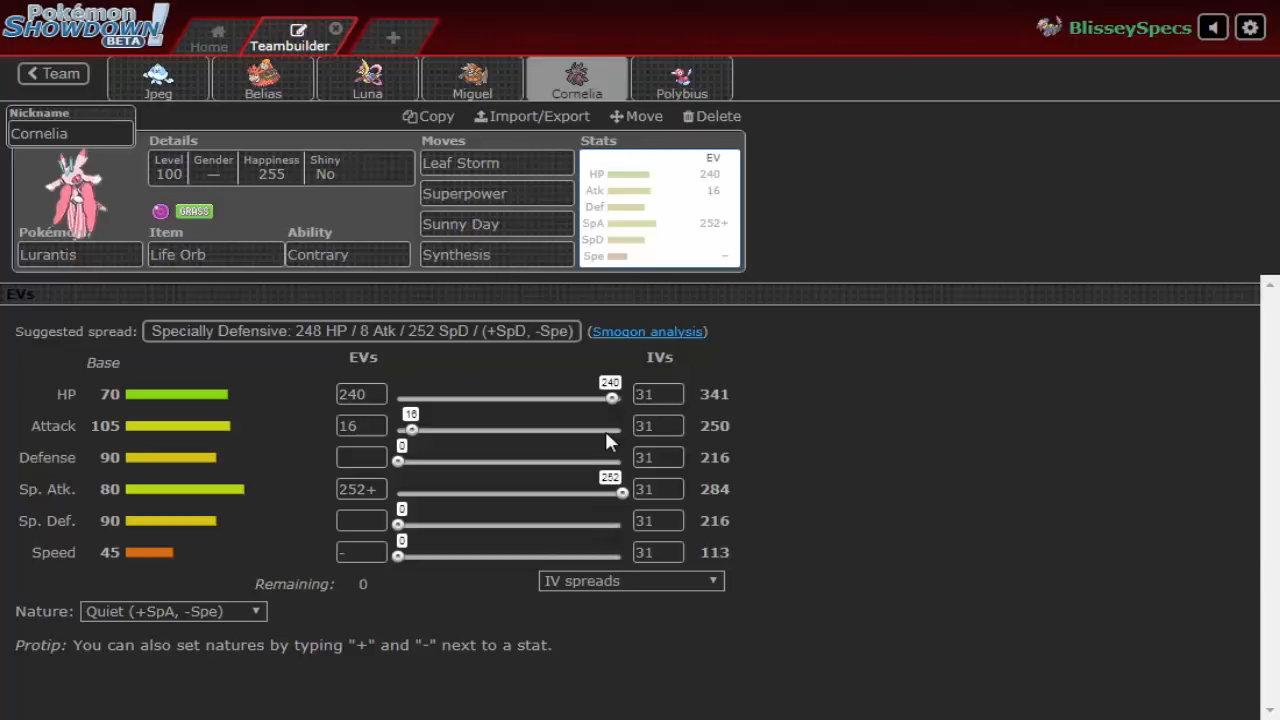 Pokémon
SHOWDOWN!
BETA
Home
Teambuilder
BlisseySpecs
Team
Jpeg
Belias
Luna
Miguel
Cornelia
Polybius
Copy
Import/Export
Move
Delete
Nickname
Cornelia
Details
Level
100
Gender
—
Happiness
255
Shiny
No
GRASS
Pokémon
Lurantis
Item
Life Orb
Ability
Contrary
Moves
Leaf Storm
Superpower
Sunny Day
Synthesis
Stats
EV
HP 240
Atk 16
Def
SpA 252+
SpD
Spe –
EVs
Suggested spread: Specially Defensive: 248 HP / 8 Atk / 252 SpD / (+SpD, -Spe) (Smogon analysis)
Base EVs IVs
HP 70 240 240 31 341
Attack 105 16 16 31 250
Defense 90 0 31 216
Sp. Atk. 80 252+ 252 31 284
Sp. Def. 90 0 31 216
Speed 45 - 0 31 113
Remaining: 0 IV spreads
Nature: Quiet (+SpA, -Spe)
Protip: You can also set natures by typing "+" and "-" next to a stat.